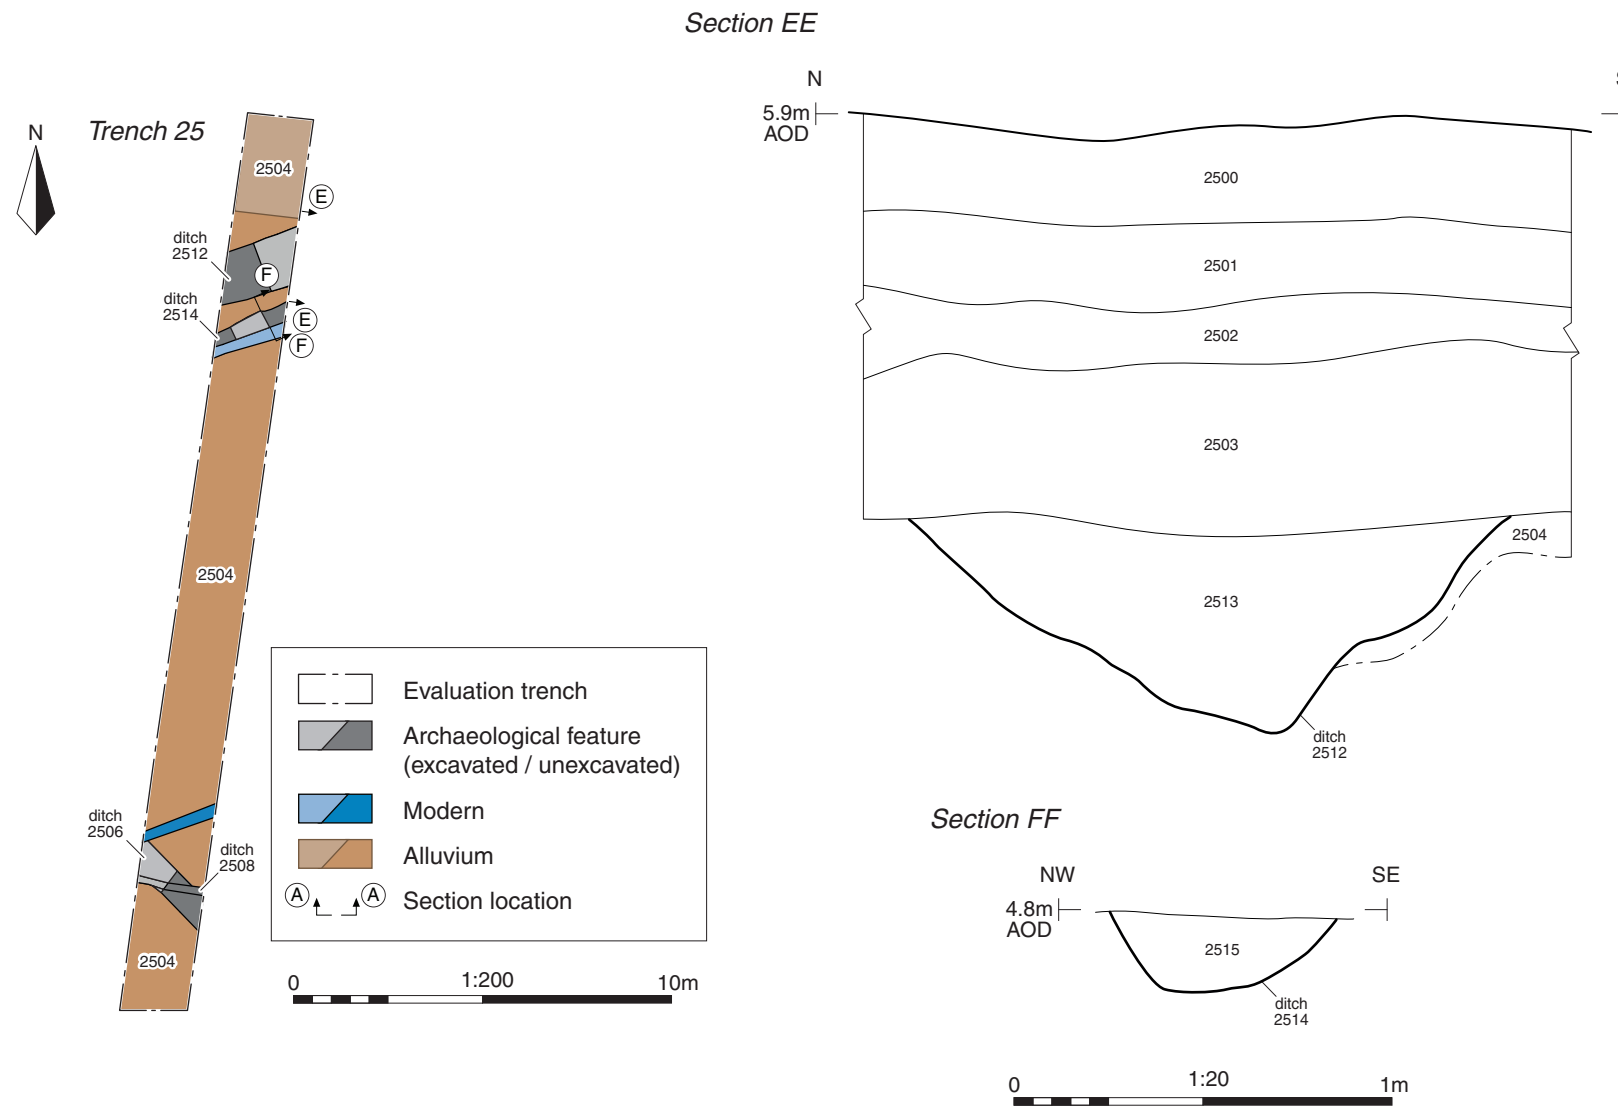 Section EE
N
S
5.9m
AOD
2500
2501
2502
2503
2504
2513
ditch
2512
N
Trench 25
2504
E
ditch
2512
F
ditch
2514
E
F
2504
ditch
2506
ditch
2508
2504
Evaluation trench
Archaeological feature
(excavated / unexcavated)
Modern
Alluvium
A A Section location
0 1:200 10m
Section FF
NW SE
4.8m
AOD
2515
ditch
2514
0 1:20 1m